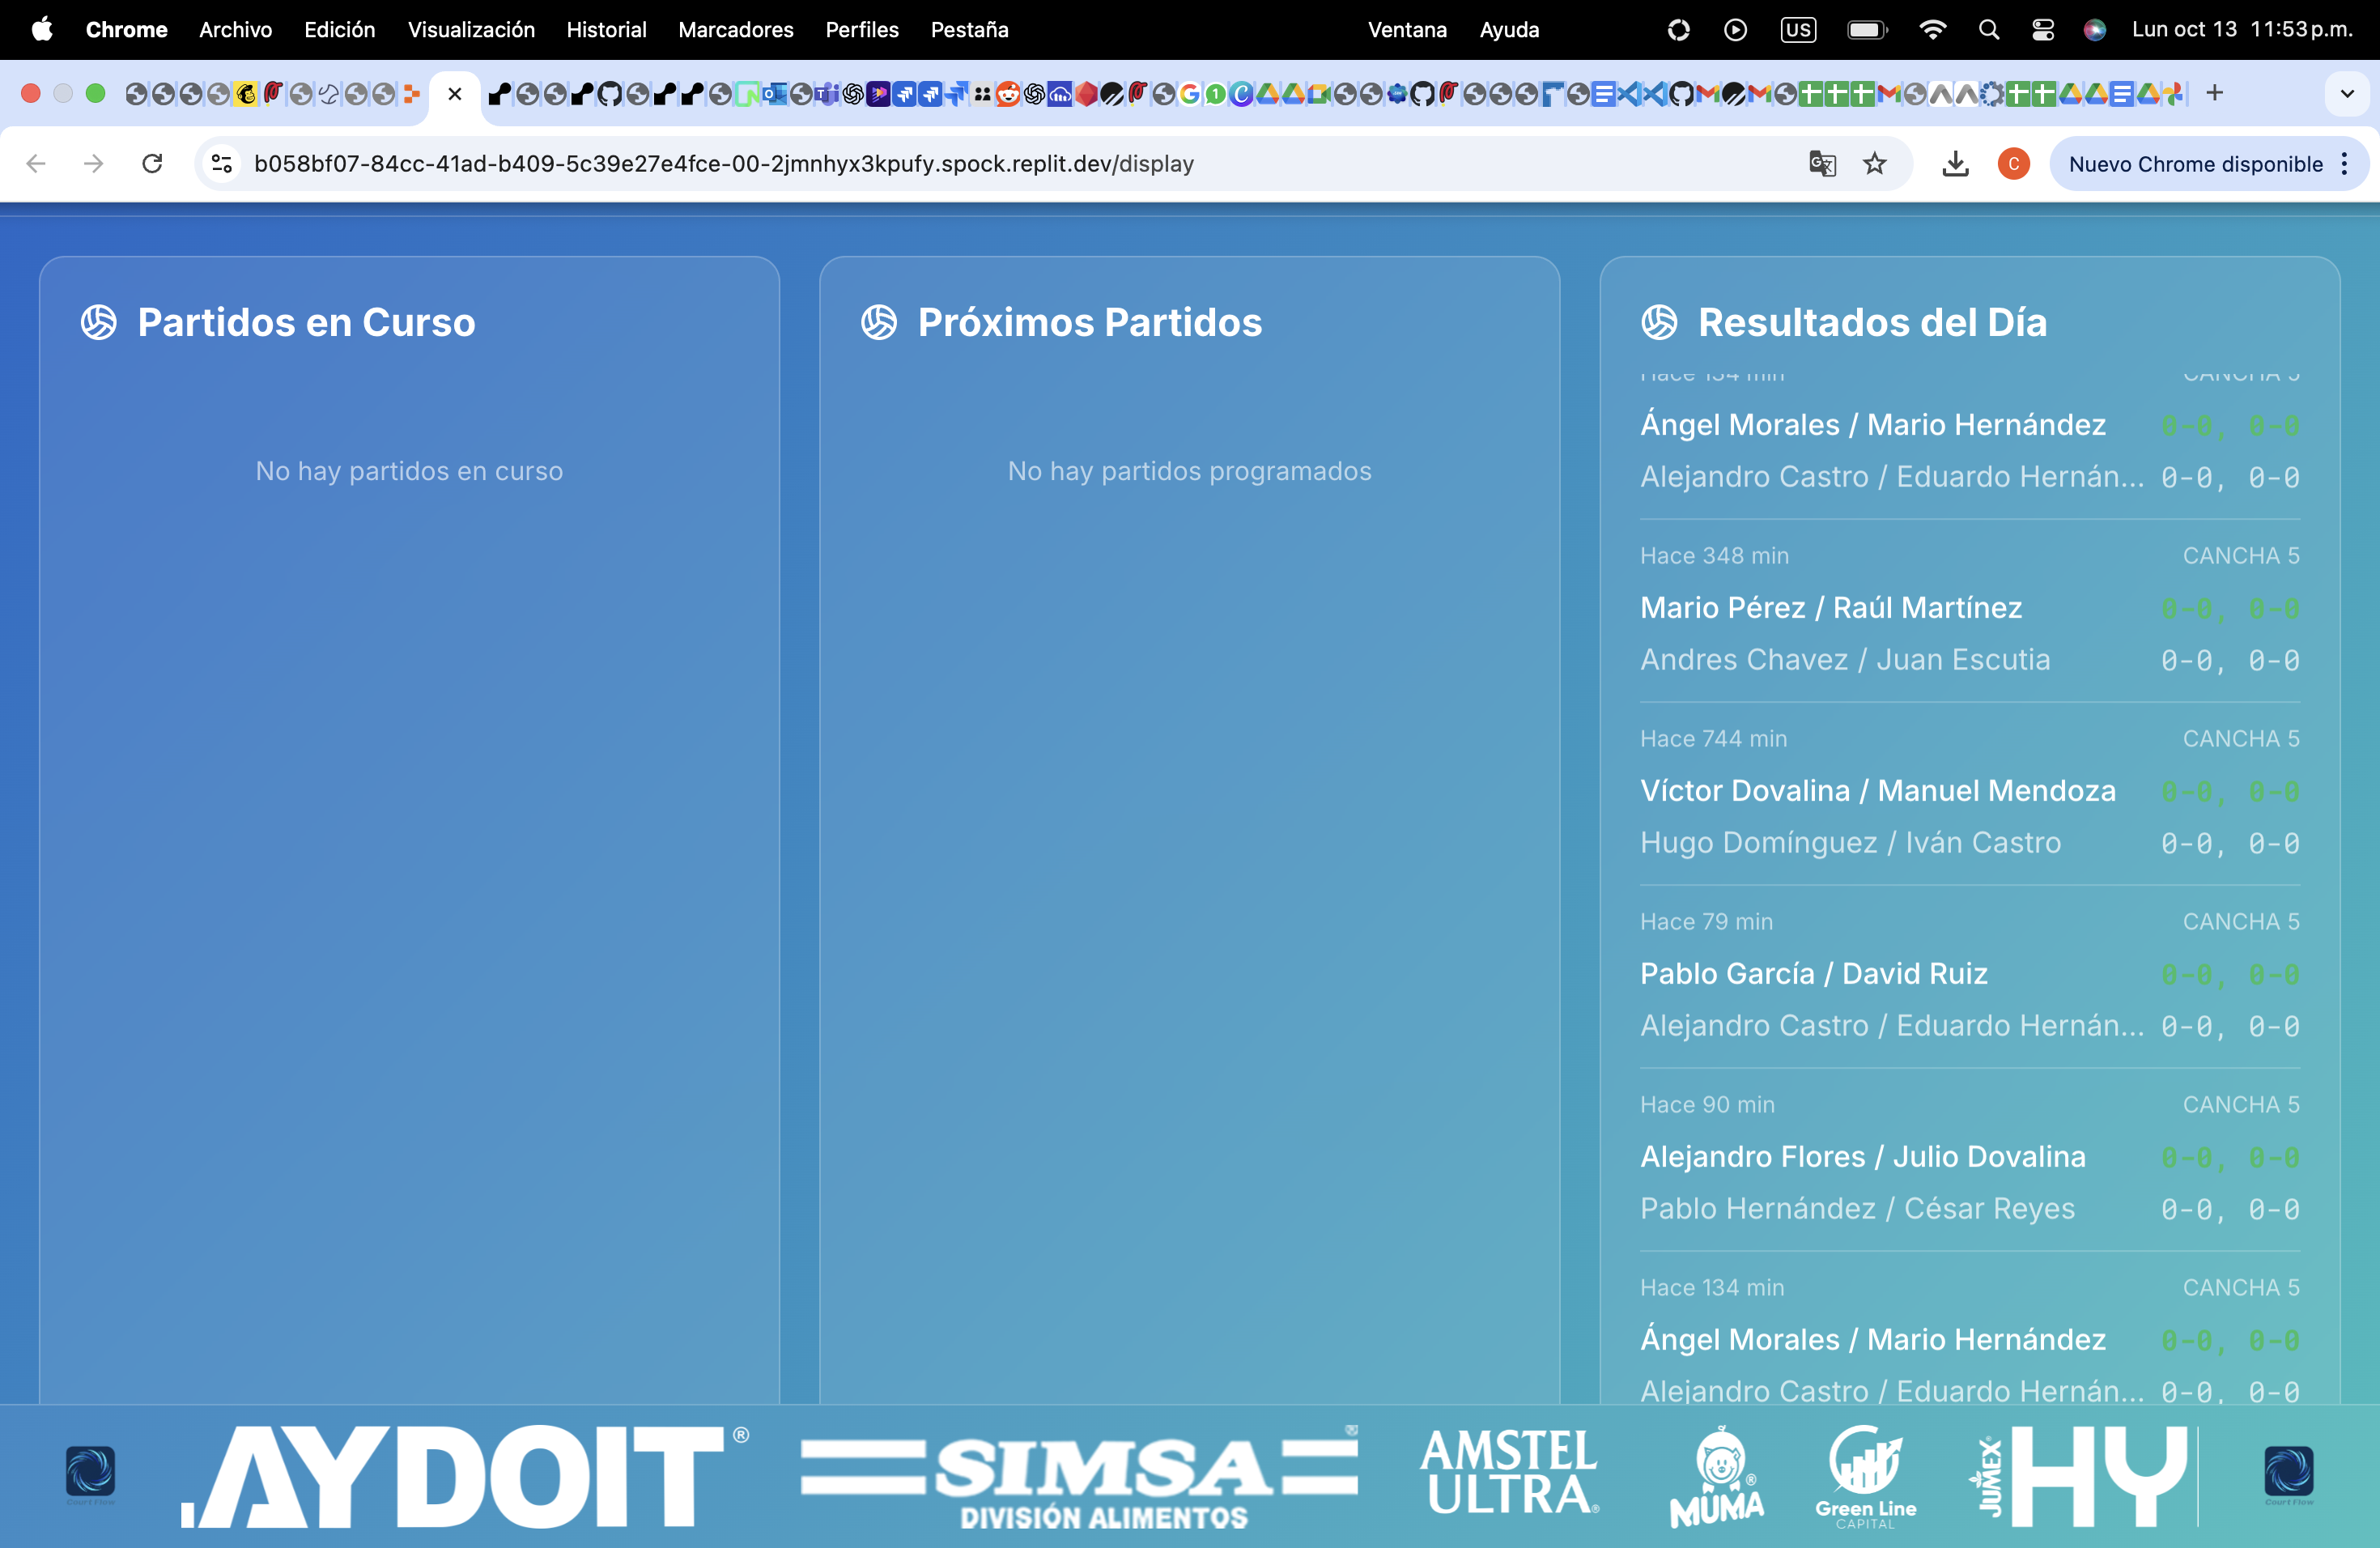 Chrome Archivo Edición Visualización Historial Marcadores Perfiles Pestaña Ventana Ayuda US Lun oct 13 11:53 p.m.
b058bf07-84cc-41ad-b409-5c39e27e4fce-00-2jmnhyx3kpufy.spock.replit.dev/display
C
Nuevo Chrome disponible
Partidos en Curso
No hay partidos en curso
Próximos Partidos
No hay partidos programados
Resultados del Día
Hace 134 min CANCHA 5
Ángel Morales / Mario Hernández 0-0, 0-0
Alejandro Castro / Eduardo Hernán... 0-0, 0-0
Hace 348 min CANCHA 5
Mario Pérez / Raúl Martínez 0-0, 0-0
Andres Chavez / Juan Escutia 0-0, 0-0
Hace 744 min CANCHA 5
Víctor Dovalina / Manuel Mendoza 0-0, 0-0
Hugo Domínguez / Iván Castro 0-0, 0-0
Hace 79 min CANCHA 5
Pablo García / David Ruiz 0-0, 0-0
Alejandro Castro / Eduardo Hernán... 0-0, 0-0
Hace 90 min CANCHA 5
Alejandro Flores / Julio Dovalina 0-0, 0-0
Pablo Hernández / César Reyes 0-0, 0-0
Hace 134 min CANCHA 5
Ángel Morales / Mario Hernández 0-0, 0-0
Alejandro Castro / Eduardo Hernán... 0-0, 0-0
Court Flow
.AYDOIT®
SIMSA
DIVISIÓN ALIMENTOS
AMSTEL
ULTRA®
MUMA®
Green Line
CAPITAL
JUMEX®
HY
Court Flow